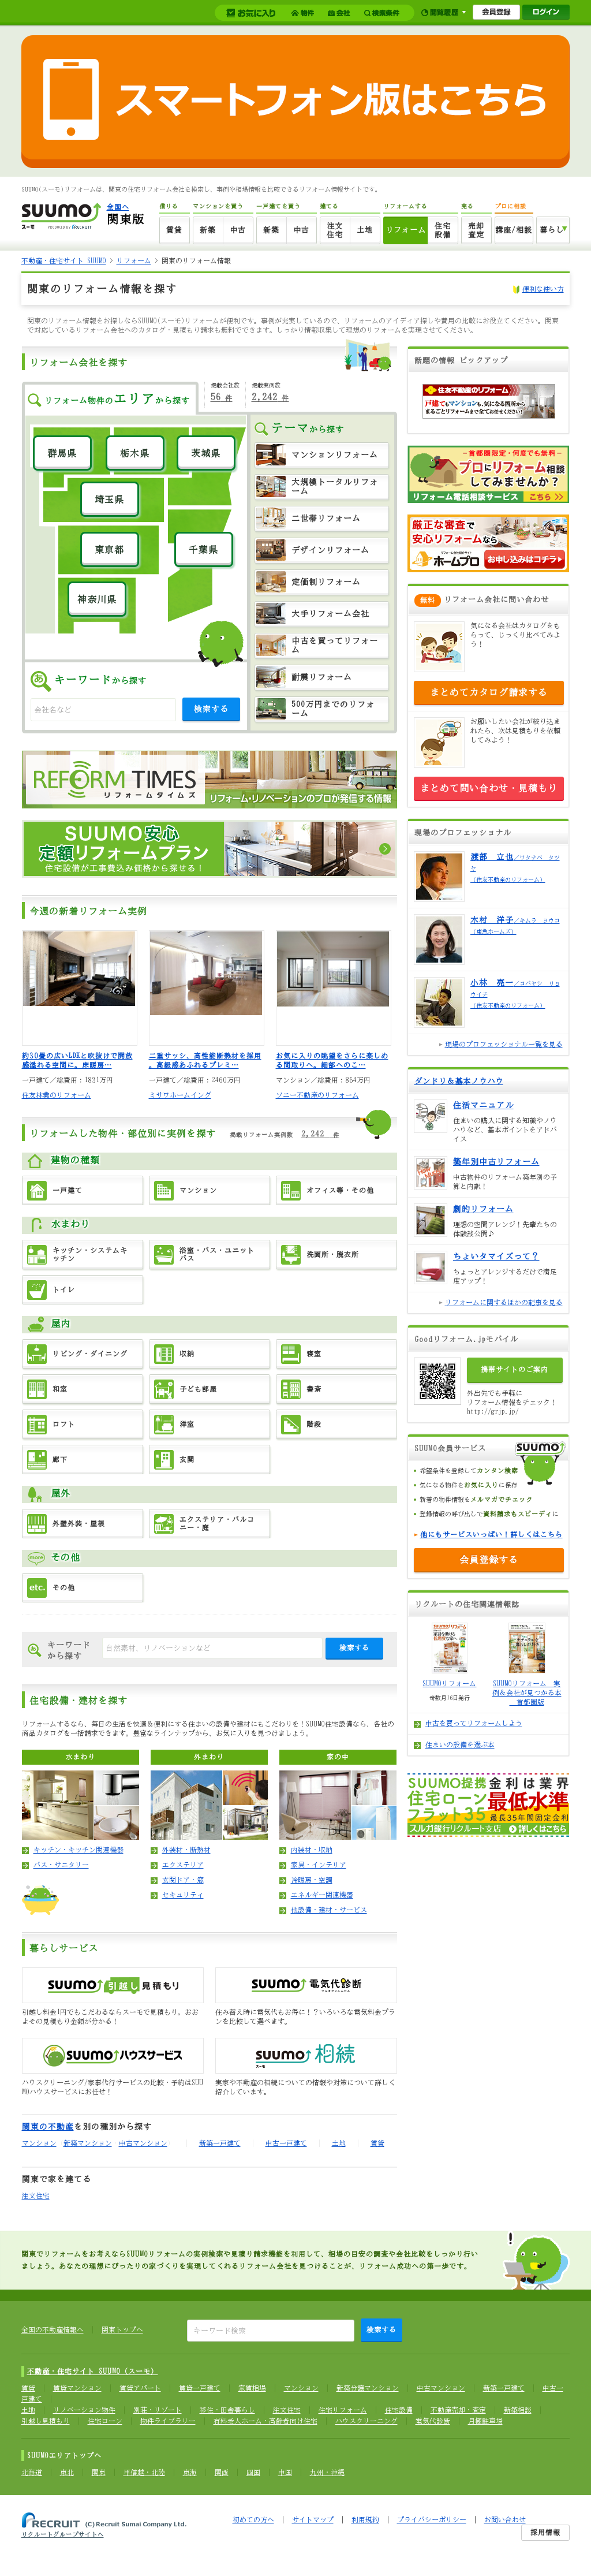 お気に入り
物件
会社
検索条件
閲覧履歴
会員登録
ログイン
スマートフォン版はこちら
SUUMO(スーモ)リフォームは、関東の住宅リフォーム会社を検索し、事例や相場情報を比較できるリフォーム情報サイトです。
SUUMO
スーモ PRODUCED BY RECRUIT
全国へ
関東版
借りる
マンションを買う
一戸建てを買う
建てる
リフォームする
売る
プロに相談
賃貸
新築
中古
新築
中古
注文住宅
土地
リフォーム
住宅設備
売却査定
講座/相談
暮らし
不動産・住宅サイト SUUMO > リフォーム > 関東のリフォーム情報
関東のリフォーム情報を探す
便利な使い方
関東のリフォーム情報をお探しならSUUMO(スーモ)リフォームが便利です。事例が充実しているので、リフォームのアイディア探しや費用の比較にお役立てください。関東
で対応しているリフォーム会社へのカタログ・見積もり請求も無料でできます。しっかり情報収集して理想のリフォームを実現させてください。
リフォーム会社を探す
リフォーム物件のエリアから探す
掲載会社数
56 件
掲載実例数
2,242 件
群馬県
栃木県
茨城県
埼玉県
東京都
千葉県
神奈川県
キーワードから探す
会社名など
検索する
テーマから探す
マンションリフォーム
大規模トータルリフォーム
二世帯リフォーム
デザインリフォーム
定価制リフォーム
大手リフォーム会社
中古を買ってリフォーム
耐震リフォーム
500万円までのリフォーム
REFORM TIMES
リフォームタイムズ
リフォーム・リノベーションのプロが発信する情報
SUUMO安心
定額リフォームプラン
住宅設備が工事費込み価格から探せる！
今週の新着リフォーム実例
約30畳の広いLDKと吹抜けで開放
感溢れる空間に。床暖房…
一戸建て／総費用：1831万円
住友林業のリフォーム
二重サッシ、高性能断熱材を採用
。高級感あふれるプレミ…
一戸建て／総費用：2460万円
ミサワホームイング
お気に入りの眺望をさらに楽しめ
る間取りへ。細部へのこ…
マンション／総費用：864万円
ソニー不動産のリフォーム
リフォームした物件・部位別に実例を探す
掲載リフォーム実例数 2,242 件
建物の種類
一戸建て
マンション
オフィス等・その他
水まわり
キッチン・システムキッチン
浴室・バス・ユニットバス
洗面所・脱衣所
トイレ
屋内
リビング・ダイニング
収納
寝室
和室
子ども部屋
書斎
ロフト
洋室
階段
廊下
玄関
屋外
外壁外装・屋根
エクステリア・バルコニー・庭
その他
etc.
その他
キーワード
から探す
自然素材、リノベーションなど
検索する
住宅設備・建材を探す
リフォームするなら、毎日の生活を快適＆便利にする住まいの設備や建材にもこだわりを！SUUMO住宅設備なら、各社の
商品カタログを一括請求できます。豊富なラインナップから、自宅に合った設備・建材を見つけましょう。
水まわり
外まわり
家の中
キッチン・キッチン関連機器
バス・サニタリー
外装材・断熱材
エクステリア
玄関ドア・窓
セキュリティ
内装材・収納
家具・インテリア
冷暖房・空調
エネルギー関連機器
他設備・建材・サービス
暮らしサービス
SUUMO引越し見積もり
引越し料金1円でもこだわるならスーモで見積もり。おお
よその見積もり金額が分かる！
SUUMO電気代診断
住み替え時に電気代もお得に！？いろいろな電気料金プラ
ンを比較して選べます。
SUUMOハウスサービス
ハウスクリーニング/家事代行サービスの比較・予約はSUU
MOハウスサービスにお任せ！
SUUMO相続
スーモ
実家や不動産の相続についての情報や対策について詳しく
紹介しています。
関東の不動産を別の種別から探す
マンション
新築マンション
中古マンション
新築一戸建て
中古一戸建て
土地
賃貸
関東で家を建てる
注文住宅
話題の情報 ピックアップ
住友不動産のリフォーム
戸建てもマンションも、気になる箇所から
まるごとリフォームまで全てお任せください！
－首都圏限定・何度でも無料－
プロにリフォーム相談
してみませんか？
リフォーム電話相談サービス
こちら
厳正な審査で
安心リフォームなら
ホームプロ
お申し込みはコチラ
無料 リフォーム会社に問い合わせ
気になる会社はカタログをも
らって、じっくり比べてみよ
う！
まとめてカタログ請求する
お願いしたい会社が絞り込ま
れたら、次は見積もりを依頼
してみよう！
まとめて問い合わせ・見積もり
現場のプロフェッショナル
渡部 立也／ワタナベ タツヤ
（住友不動産のリフォーム）
木村 洋子／キムラ ヨウコ
（東急ホームズ）
小林 亮一／コバヤシ リョウイチ
（住友不動産のリフォーム）
現場のプロフェッショナル一覧を見る
ダンドリ＆基本ノウハウ
住活マニュアル
住まいの購入に関する知識やノウ
ハウなど、基本ポイントをアドバ
イス
築年別中古リフォーム
中古物件のリフォーム築年別の予
算と内訳！
劇的リフォーム
理想の空間アレンジ！先輩たちの
体験談公開♪
ちょいタマイズって？
ちょっとアレンジするだけで満足
度アップ！
リフォームに関するほかの記事を見る
Goodリフォーム.jpモバイル
携帯サイトのご案内
外出先でも手軽に
リフォーム情報をチェック！
http://grjp.jp/
SUUMO会員サービス
SUUMO
希望条件を登録してカンタン検索
気になる物件をお気に入りに保存
新着の物件情報をメルマガでチェック
登録情報の呼び出しで資料請求もスピーディに
他にもサービスいっぱい！詳しくはこちら
会員登録する
リクルートの住宅関連情報誌
SUUMOリフォーム
奇数月16日発行
SUUMOリフォーム 実
例＆会社が見つかる本
首都圏版
中古を買ってリフォームしよう
住まいの設備を選ぶ本
SUUMO提携
住宅ローン
フラット35
金利は業界
最低水準
最長35年間固定金利
スルガ銀行リクルート支店
詳しくはこちら
関東でリフォームをお考えならSUUMOリフォームの実例検索や見積り請求機能を利用して、相場の目安の調査や会社比較をしっかり行い
ましょう。あなたの理想にぴったりの家づくりを実現してくれるリフォーム会社を見つけることが、リフォーム成功への第一歩です。
全国の不動産情報へ
関東トップへ
キーワード検索
検索する
不動産・住宅サイト SUUMO（スーモ）
賃貸
賃貸マンション
賃貸アパート
賃貸一戸建て
家賃相場
マンション
新築分譲マンション
中古マンション
新築一戸建て
中古一戸建て
土地
リノベーション物件
別荘・リゾート
移住・田舎暮らし
注文住宅
住宅リフォーム
住宅設備
不動産売却・査定
新築相談
引越し見積もり
住宅ローン
物件ライブラリー
有料老人ホーム・高齢者向け住宅
ハウスクリーニング
電気代診断
月極駐車場
SUUMOエリアトップへ
北海道
東北
関東
甲信越・北陸
東海
関西
四国
中国
九州・沖縄
RECRUIT (C)Recruit Sumai Company Ltd.
リクルートグループサイトへ
初めての方へ | サイトマップ | 利用規約 | プライバシーポリシー | お問い合わせ
採用情報